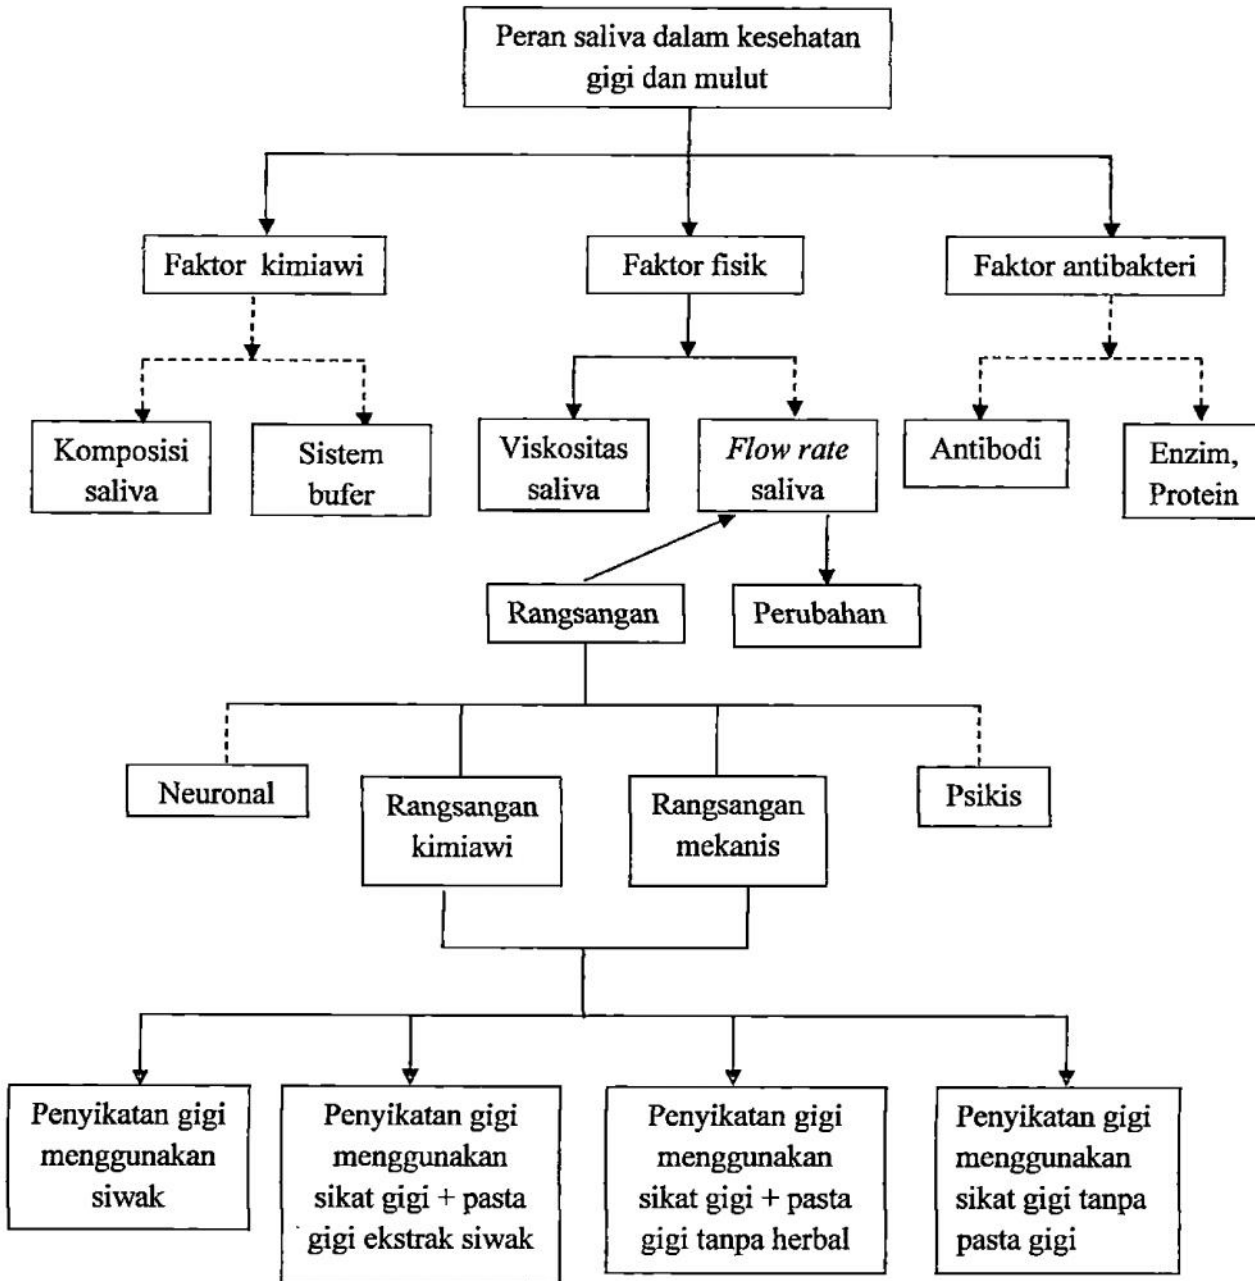 Peran saliva dalam kesehatan
gigi dan mulut
Faktor kimiawi
Faktor fisik
Faktor antibakteri
Komposisi
saliva
Sistem
bufer
Viskositas
saliva
Flow rate
saliva
Antibodi
Enzim,
Protein
Rangsangan
Perubahan
Neuronal
Rangsangan
kimiawi
Rangsangan
mekanis
Psikis
Penyikatan gigi
menggunakan
siwak
Penyikatan gigi
menggunakan
sikat gigi + pasta
gigi ekstrak siwak
Penyikatan gigi
menggunakan
sikat gigi + pasta
gigi tanpa herbal
Penyikatan gigi
menggunakan
sikat gigi tanpa
pasta gigi